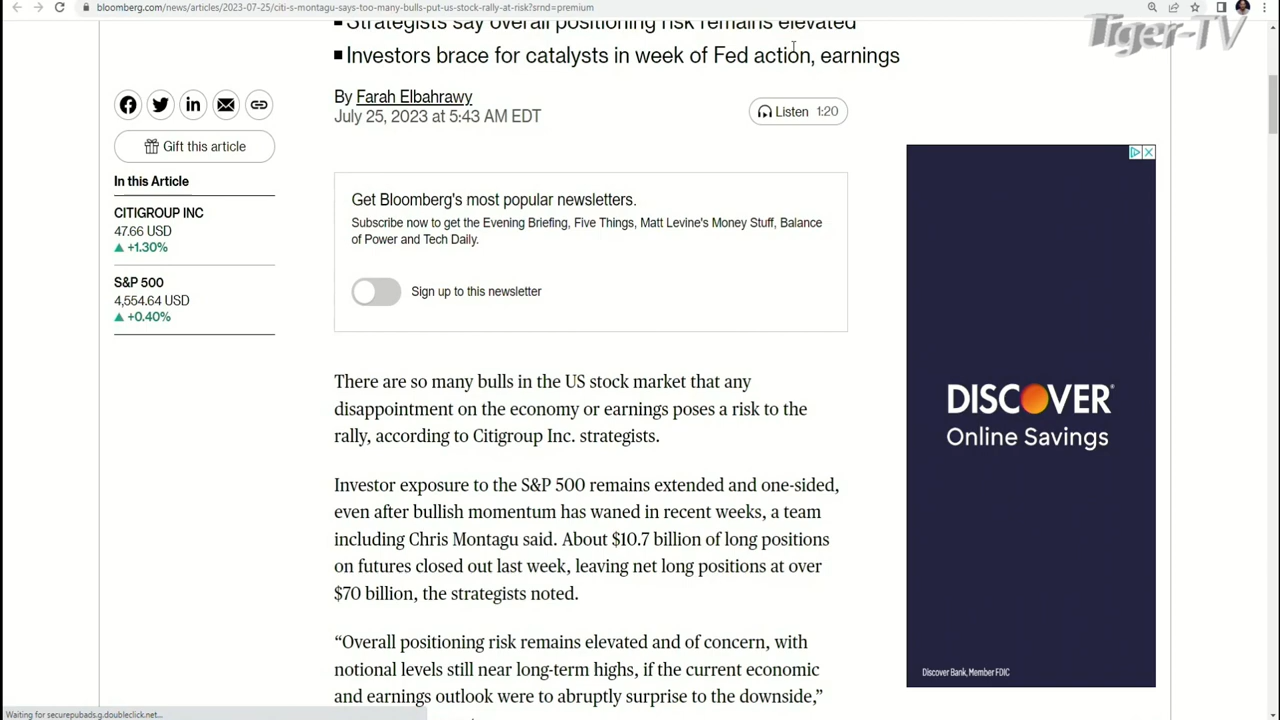 bloomberg.com/news/articles/2023-07-25/citi-s-montagu-says-too-many-bulls-put-us-stock-rally-at-risk?srnd=premium
Tiger-TV
Strategists say overall positioning risk remains elevated
Investors brace for catalysts in week of Fed action, earnings
By Farah Elbahrawy
July 25, 2023 at 5:43 AM EDT
Listen 1:20
Gift this article
In this Article
CITIGROUP INC
47.66 USD
+1.30%
S&P 500
4,554.64 USD
+0.40%
Get Bloomberg's most popular newsletters.
Subscribe now to get the Evening Briefing, Five Things, Matt Levine's Money Stuff, Balance
of Power and Tech Daily.
Sign up to this newsletter
There are so many bulls in the US stock market that any
disappointment on the economy or earnings poses a risk to the
rally, according to Citigroup Inc. strategists.
Investor exposure to the S&P 500 remains extended and one-sided,
even after bullish momentum has waned in recent weeks, a team
including Chris Montagu said. About $10.7 billion of long positions
on futures closed out last week, leaving net long positions at over
$70 billion, the strategists noted.
“Overall positioning risk remains elevated and of concern, with
notional levels still near long-term highs, if the current economic
and earnings outlook were to abruptly surprise to the downside,”
DISCOVER®
Online Savings
Discover Bank, Member FDIC
Waiting for securepubads.g.doubleclick.net...